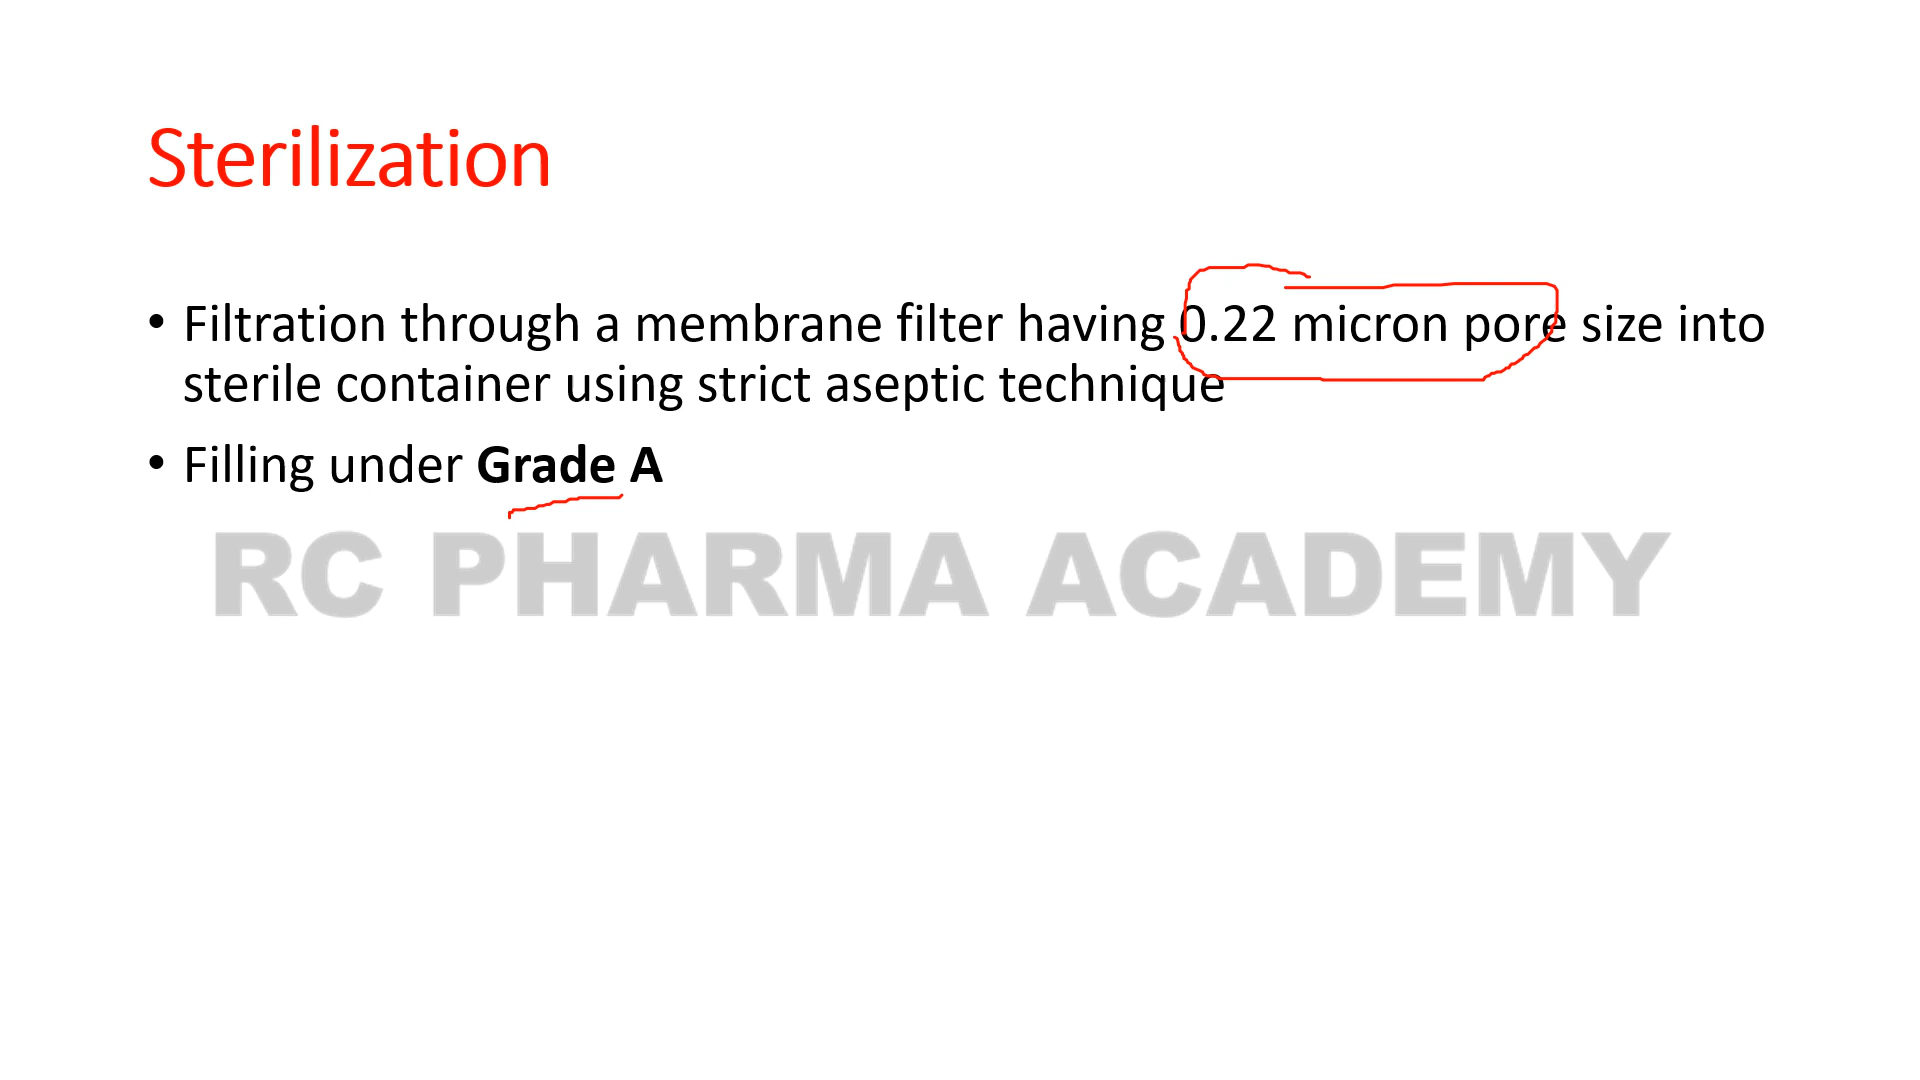 Sterilization
• Filtration through a membrane filter having 0.22 micron pore size into
sterile container using strict aseptic technique
• Filling under Grade A
RC PHARMA ACADEMY